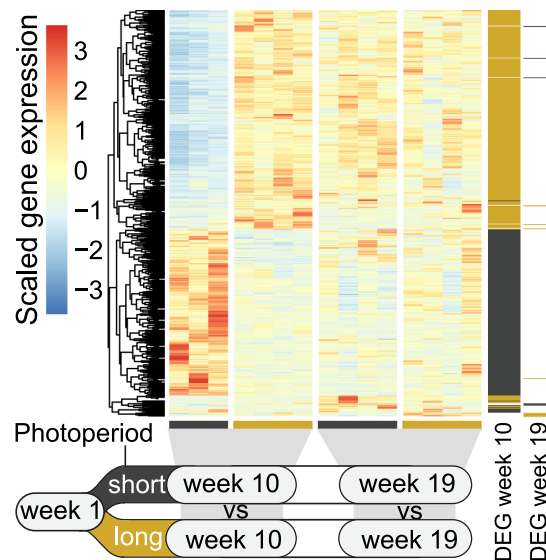 Scaled gene expression
3
2
1
0
−1
−2
−3
Photoperiod
week 1
short
week 10
week 19
vs
vs
long
week 10
week 19
DEG week 10
DEG week 19